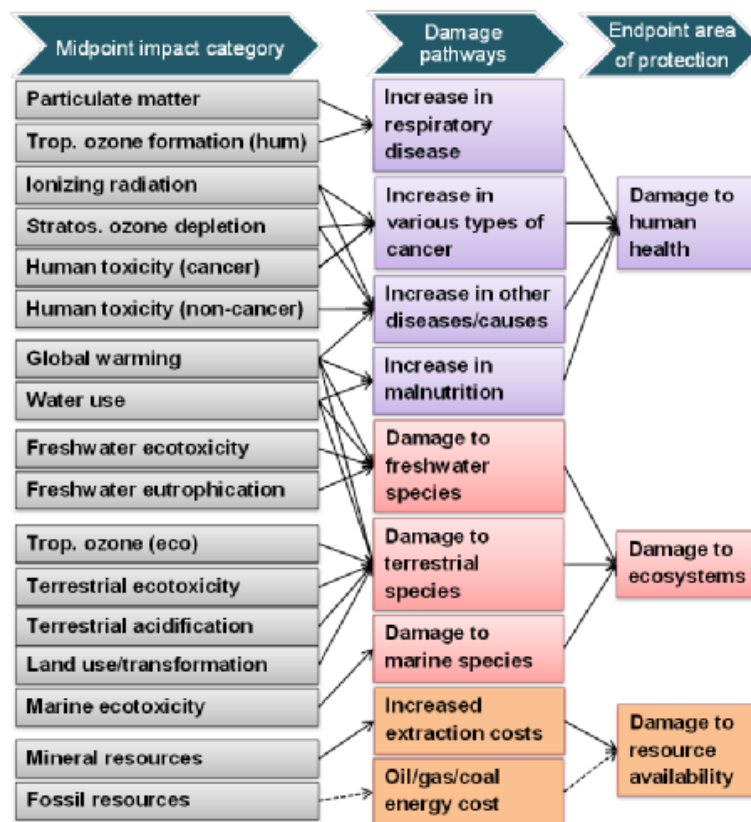 Midpoint impact category
Damage
pathways
Endpoint area
of protection
Particulate matter
Trop. ozone formation (hum)
Ionizing radiation
Stratos. ozone depletion
Human toxicity (cancer)
Human toxicity (non-cancer)
Global warming
Water use
Freshwater ecotoxicity
Freshwater eutrophication
Trop. ozone (eco)
Terrestrial ecotoxicity
Terrestrial acidification
Land use/transformation
Marine ecotoxicity
Mineral resources
Fossil resources
Increase in
respiratory
disease
Increase in
various types of
cancer
Increase in other
diseases/causes
Increase in
malnutrition
Damage to
freshwater
species
Damage to
terrestrial
species
Damage to
marine species
Increased
extraction costs
Oil/gas/coal
energy cost
Damage to
human
health
Damage to
ecosystems
Damage to
resource
availability